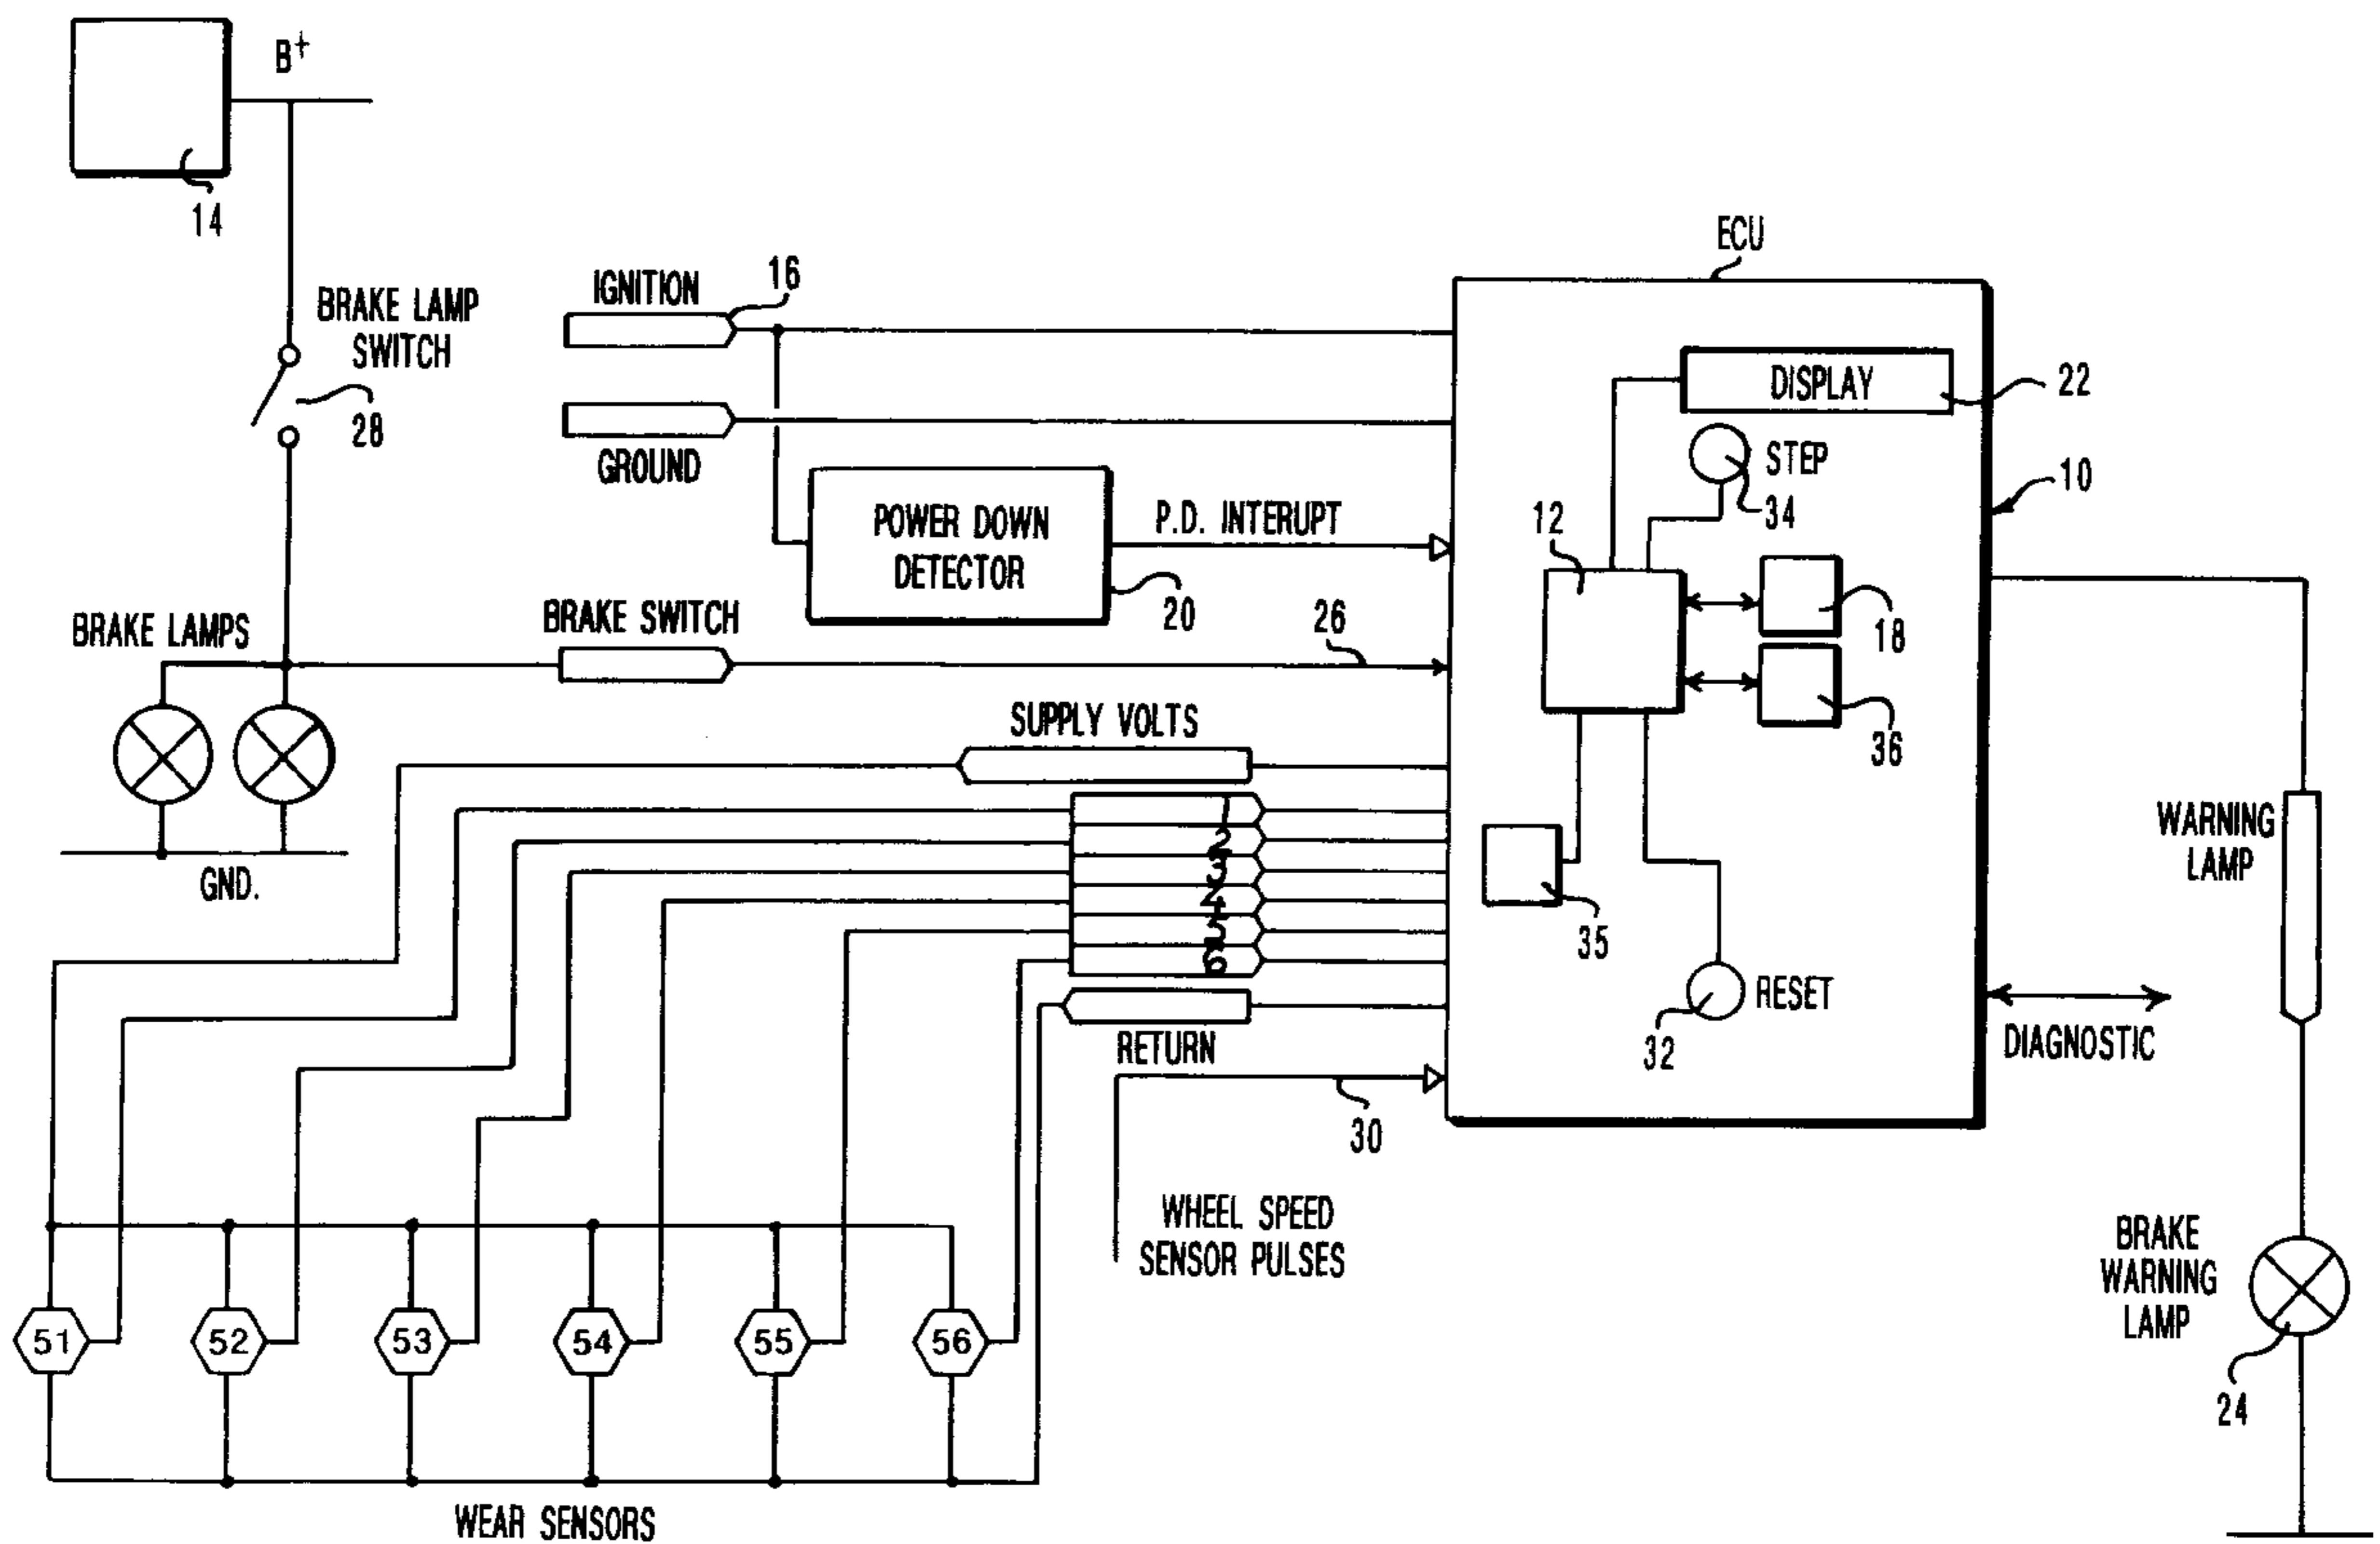 B+
14
BRAKE LAMP
SWITCH
28
IGNITION
16
GROUND
POWER DOWN
DETECTOR
20
P.D. INTERUPT
BRAKE LAMPS
GND.
BRAKE SWITCH
26
SUPPLY VOLTS
1
2
3
4
5
6
RETURN
30
WHEEL SPEED
SENSOR PULSES
ECU
DISPLAY
22
STEP
34
10
12
18
36
35
RESET
32
DIAGNOSTIC
WARNING
LAMP
BRAKE
WARNING
LAMP
24
51
52
53
54
55
56
WEAR SENSORS